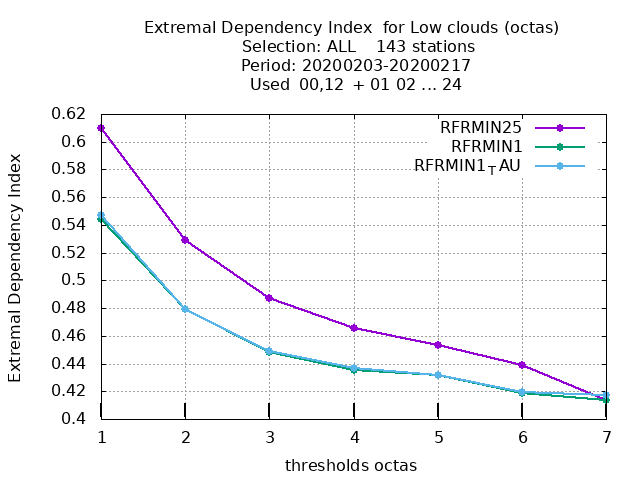 Extremal Dependency Index  for Low clouds (octas)
Selection: ALL    143 stations
Period: 20200203-20200217
Used  00,12  + 01 02 ... 24
RFRMIN25
RFRMIN1
RFRMIN1TAU
Extremal Dependency Index
0.62
0.6
0.58
0.56
0.54
0.52
0.5
0.48
0.46
0.44
0.42
0.4
1 2 3 4 5 6 7
thresholds octas